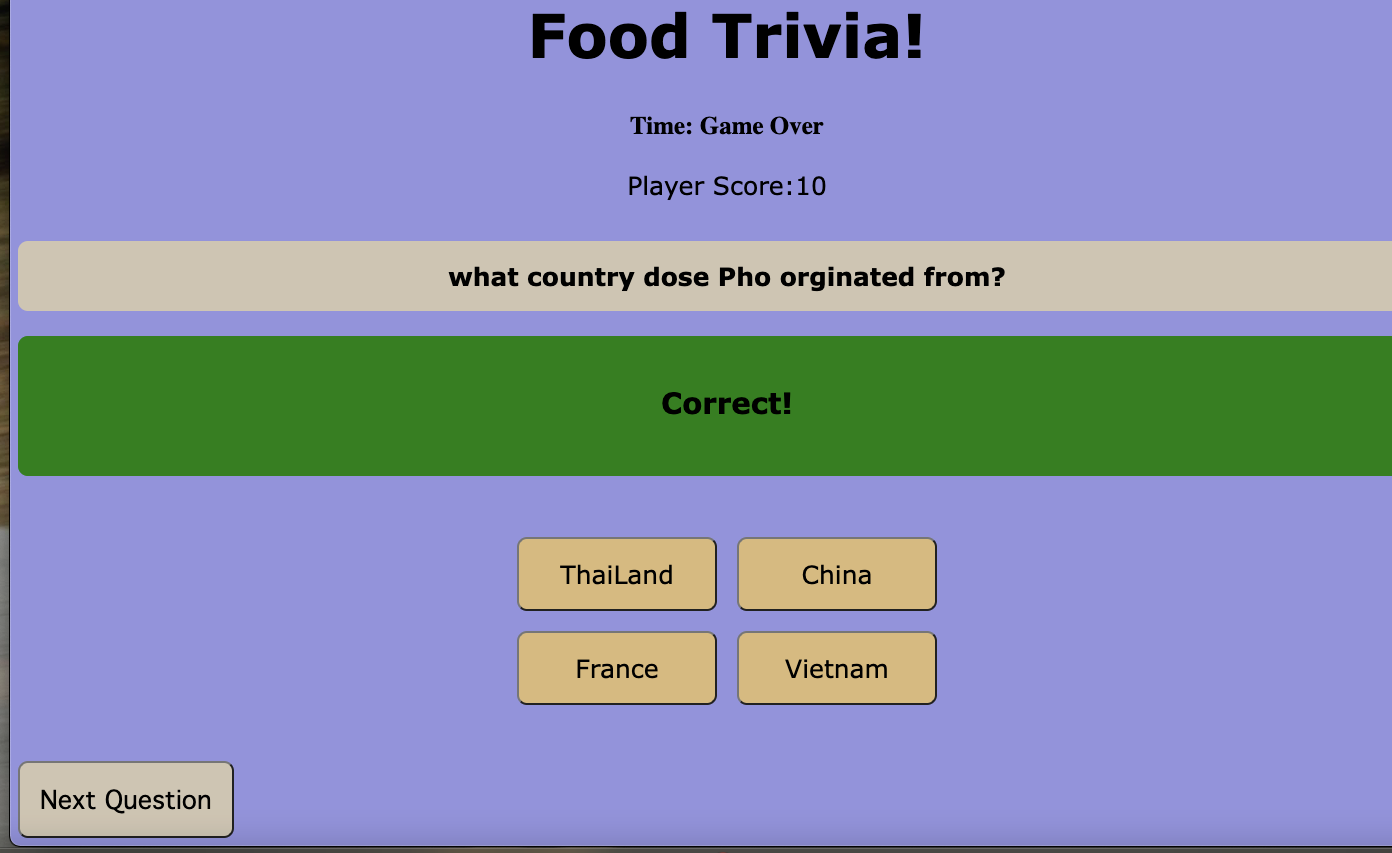 Food Trivia!
Time: Game Over
Player Score:10
what country dose Pho orginated from?
Correct!
ThaiLand
China
France
Vietnam
Next Question